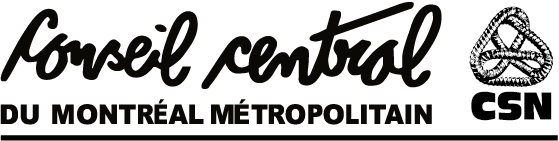 Conseil central
DU MONTRÉAL MÉTROPOLITAIN
CSN